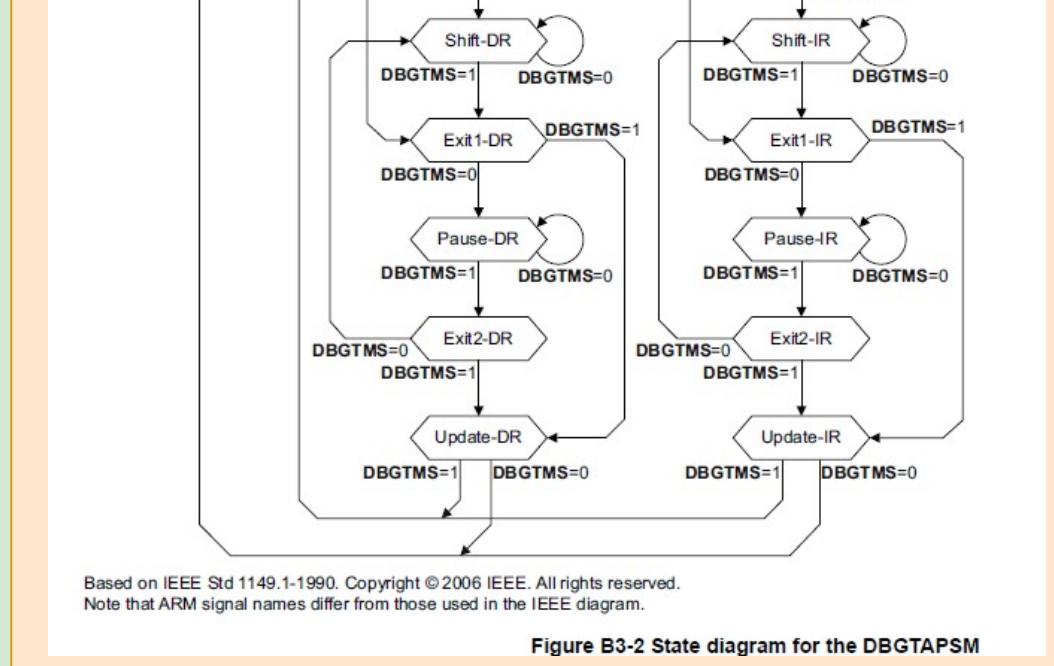 Shift-DR
Shift-IR
DBGTMS=1
DBGTMS=0
DBGTMS=1
DBGTMS=0
Exit1-DR
DBGTMS=1
Exit1-IR
DBGTMS=1
DBGTMS=0
DBGTMS=0
Pause-DR
Pause-IR
DBGTMS=1
DBGTMS=0
DBGTMS=1
DBGTMS=0
Exit2-DR
Exit2-IR
DBGTMS=0
DBGTMS=0
DBGTMS=1
DBGTMS=1
Update-DR
Update-IR
DBGTMS=1
DBGTMS=0
DBGTMS=1
DBGTMS=0
Based on IEEE Std 1149.1-1990. Copyright © 2006 IEEE. All rights reserved.
Note that ARM signal names differ from those used in the IEEE diagram.
Figure B3-2 State diagram for the DBGTAPSM